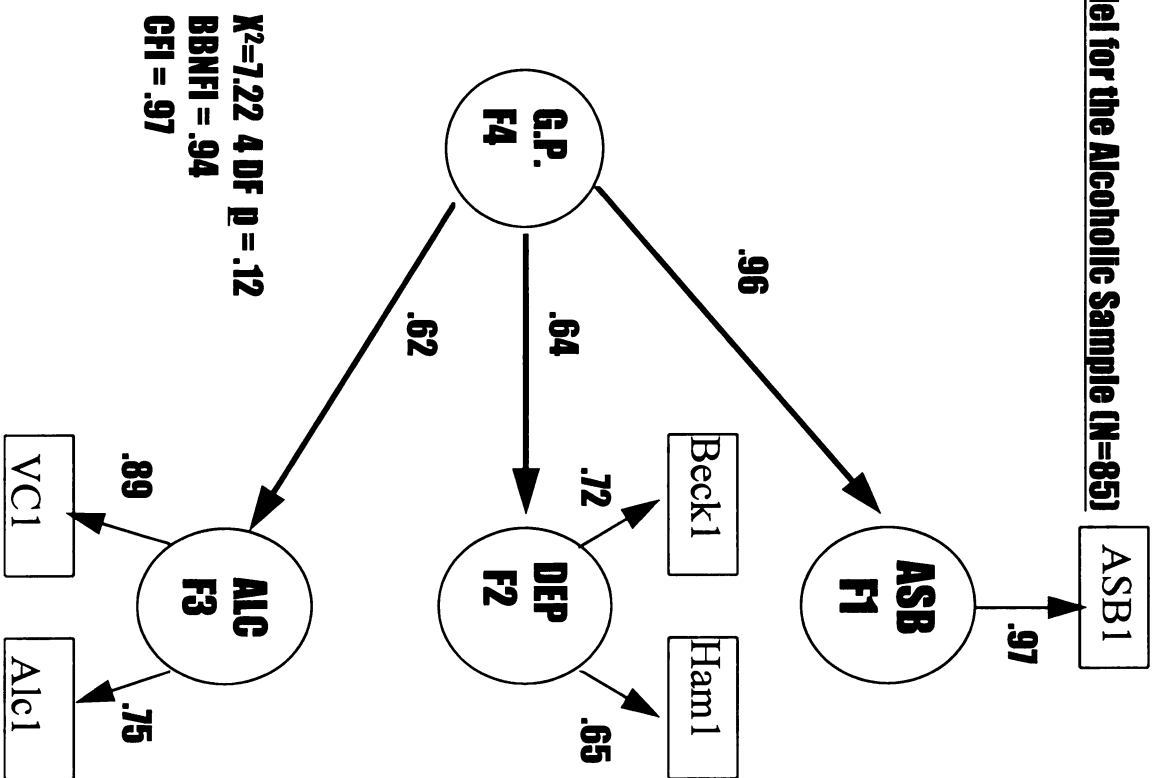 del for the Alcoholic Sample (N=85)
ASB1
.97
ASB
F1
.96
Beck1
Ham1
.72
.65
DEP
F2
.64
G.P.
F4
.62
ALC
F3
.89
.75
VC1
Alc1
X²=7.22 4 DF p = .12
BBNFI = .94
CFI = .97